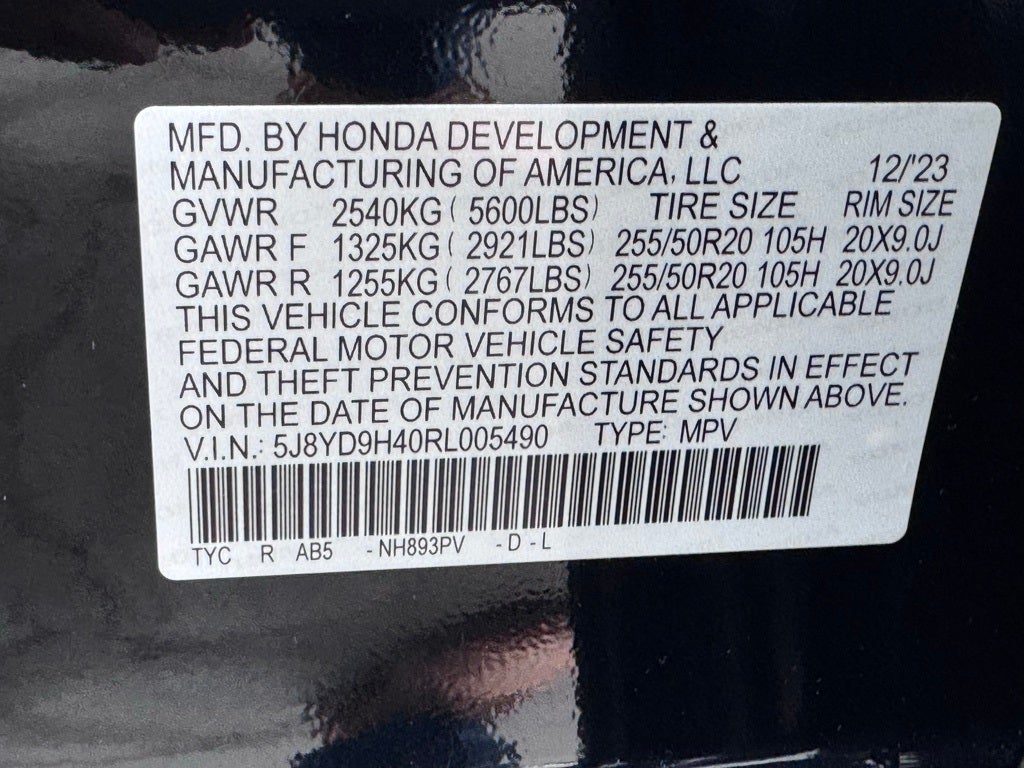 MFD. BY HONDA DEVELOPMENT &
MANUFACTURING OF AMERICA, LLC 12/'23
GVWR 2540KG ( 5600LBS) TIRE SIZE RIM SIZE
GAWR F 1325KG ( 2921LBS) 255/50R20 105H 20X9.0J
GAWR R 1255KG ( 2767LBS) 255/50R20 105H 20X9.0J
THIS VEHICLE CONFORMS TO ALL APPLICABLE
FEDERAL MOTOR VEHICLE SAFETY
AND THEFT PREVENTION STANDARDS IN EFFECT
ON THE DATE OF MANUFACTURE SHOWN ABOVE.
V.I.N.: 5J8YD9H40RL005490 TYPE: MPV
TYC R AB5 -NH893PV -D-L